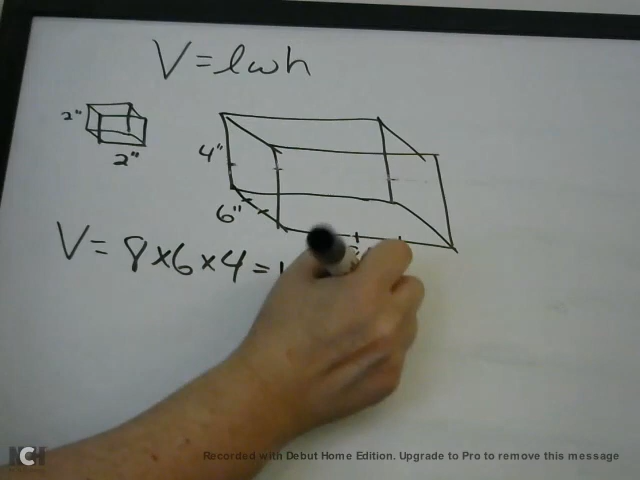 V = lwh
2"
2"
4"
6"
V = 8 x 6 x 4 =
NCH
Recorded with Debut Home Edition. Upgrade to Pro to remove this message